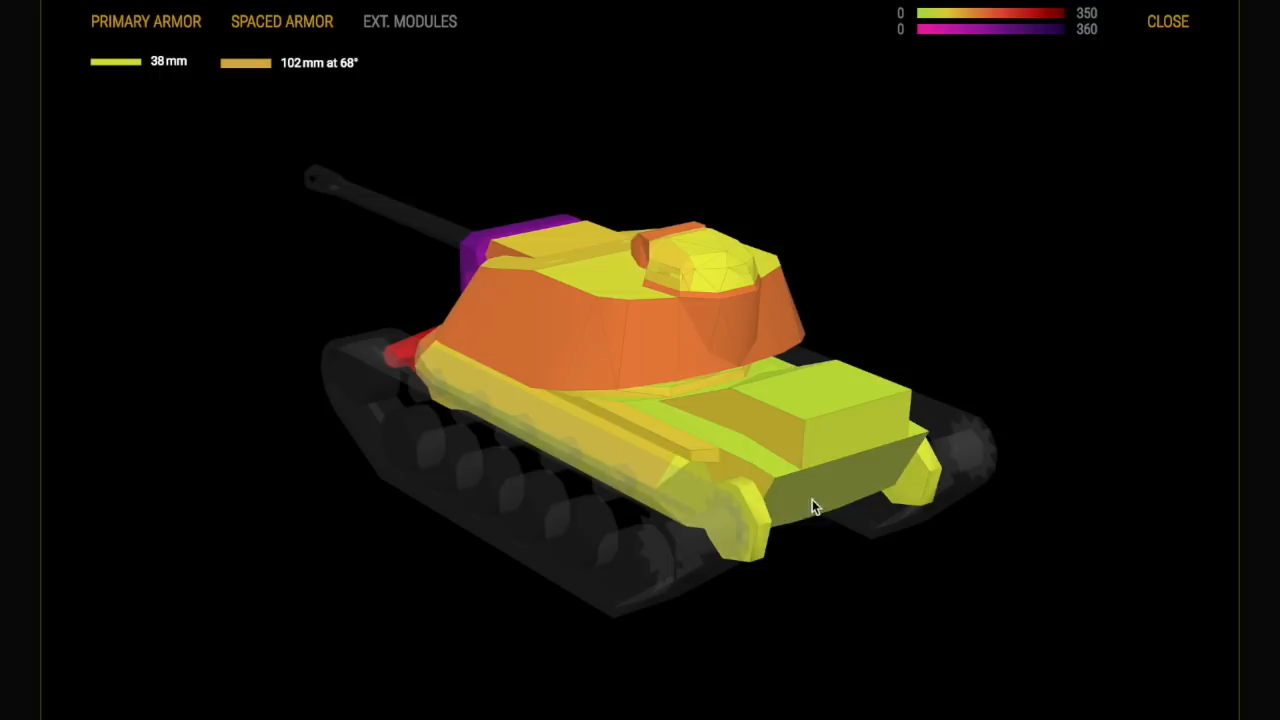 PRIMARY ARMOR SPACED ARMOR EXT. MODULES 0 350 CLOSE
0 360
38 mm 102 mm at 68°